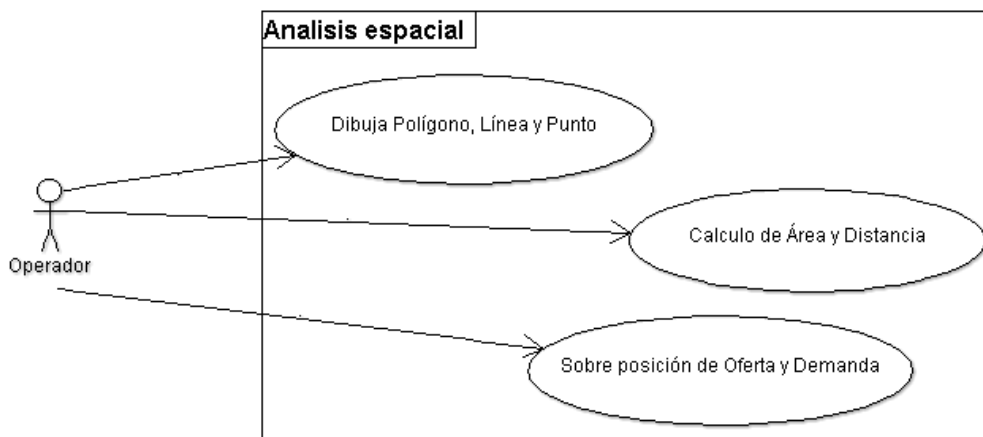 Analisis espacial
Dibuja Polígono, Línea y Punto
Calculo de Área y Distancia
Operador
Sobre posición de Oferta y Demanda